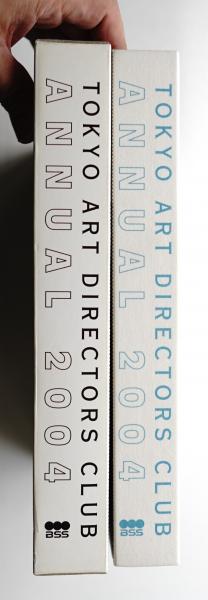 TOKYO ART DIRECTORS CLUB
ANNUAL 2004
BSS
TOKYO ART DIRECTORS CLUB
ANNUAL 2004
BSS